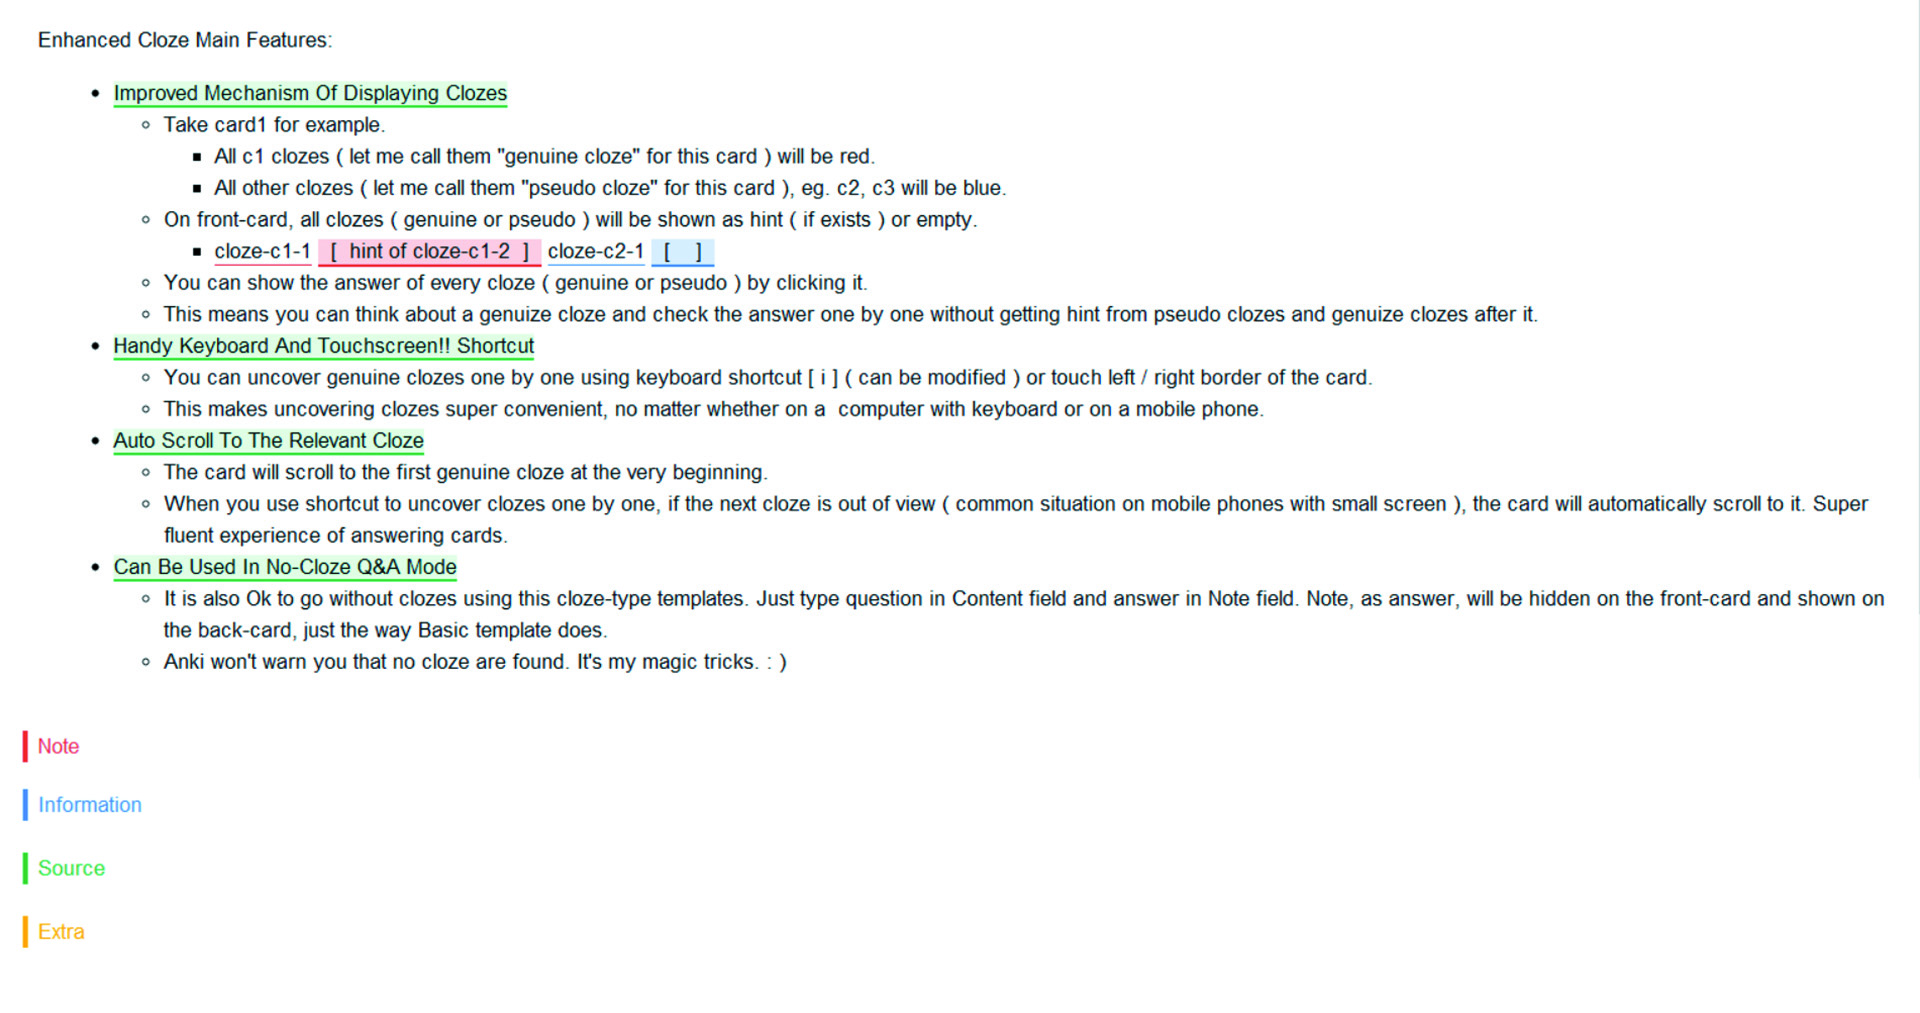 Enhanced Cloze Main Features:
Improved Mechanism Of Displaying Clozes
Take card1 for example.
All c1 clozes ( let me call them "genuine cloze" for this card ) will be red.
All other clozes ( let me call them "pseudo cloze" for this card ), eg. c2, c3 will be blue.
On front-card, all clozes ( genuine or pseudo ) will be shown as hint ( if exists ) or empty.
cloze-c1-1 [ hint of cloze-c1-2 ] cloze-c2-1 [ ]
You can show the answer of every cloze ( genuine or pseudo ) by clicking it.
This means you can think about a genuize cloze and check the answer one by one without getting hint from pseudo clozes and genuize clozes after it.
Handy Keyboard And Touchscreen!! Shortcut
You can uncover genuine clozes one by one using keyboard shortcut [ i ] ( can be modified ) or touch left / right border of the card.
This makes uncovering clozes super convenient, no matter whether on a computer with keyboard or on a mobile phone.
Auto Scroll To The Relevant Cloze
The card will scroll to the first genuine cloze at the very beginning.
When you use shortcut to uncover clozes one by one, if the next cloze is out of view ( common situation on mobile phones with small screen ), the card will automatically scroll to it. Super
fluent experience of answering cards.
Can Be Used In No-Cloze Q&A Mode
It is also Ok to go without clozes using this cloze-type templates. Just type question in Content field and answer in Note field. Note, as answer, will be hidden on the front-card and shown on
the back-card, just the way Basic template does.
Anki won't warn you that no cloze are found. It's my magic tricks. : )
Note
Information
Source
Extra